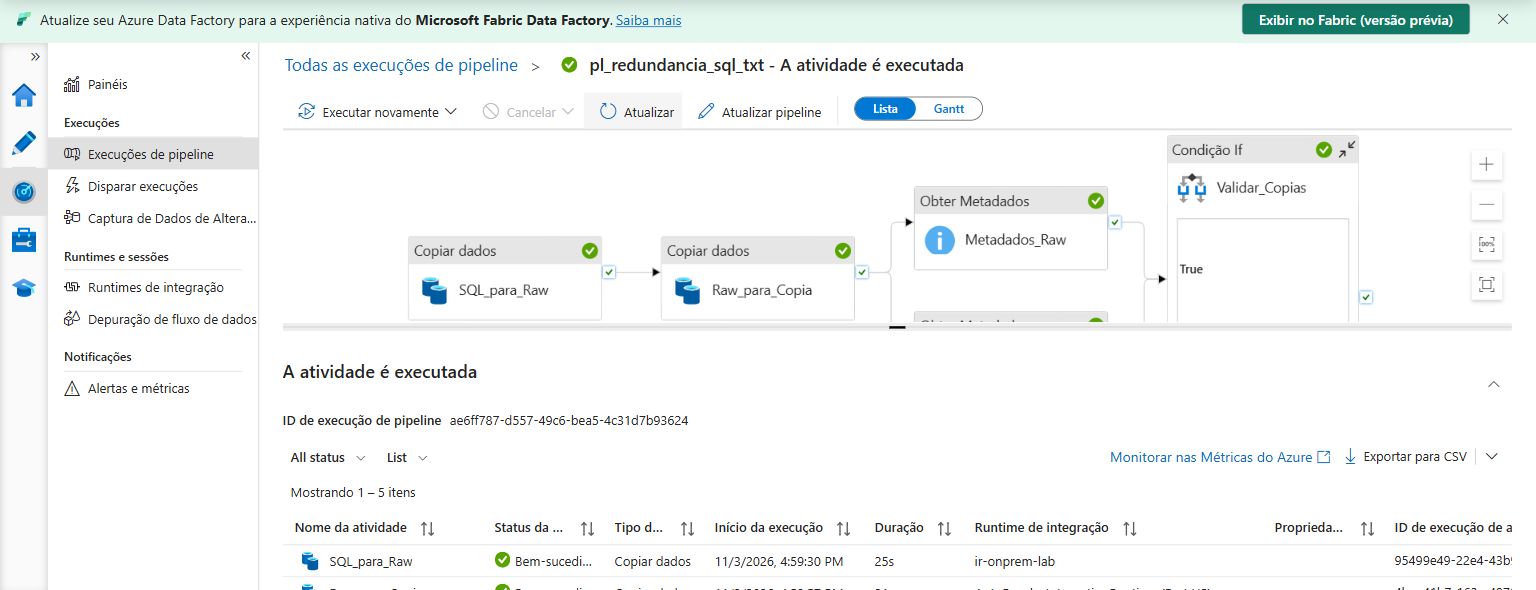 Atualize seu Azure Data Factory para a experiência nativa do Microsoft Fabric Data Factory. Saiba mais
Exibir no Fabric (versão prévia)
Painéis
Execuções
Execuções de pipeline
Disparar execuções
Captura de Dados de Altera...
Runtimes e sessões
Runtimes de integração
Depuração de fluxo de dados
Notificações
Alertas e métricas
Todas as execuções de pipeline > pl_redundancia_sql_txt - A atividade é executada
Executar novamente Cancelar Atualizar Atualizar pipeline Lista Gantt
Copiar dados
SQL_para_Raw
Copiar dados
Raw_para_Copia
Obter Metadados
Metadados_Raw
Condição If
Validar_Copias
True
100%
A atividade é executada
ID de execução de pipeline ae6ff787-d557-49c6-bea5-4c31d7b93624
All status List
Monitorar nas Métricas do Azure Exportar para CSV
Mostrando 1 – 5 itens
Nome da atividade Status da ... Tipo d... Início da execução Duração Runtime de integração Proprieda... ID de execução de a
SQL_para_Raw Bem-sucedi... Copiar dados 11/3/2026, 4:59:30 PM 25s ir-onprem-lab 95499e49-22e4-43b